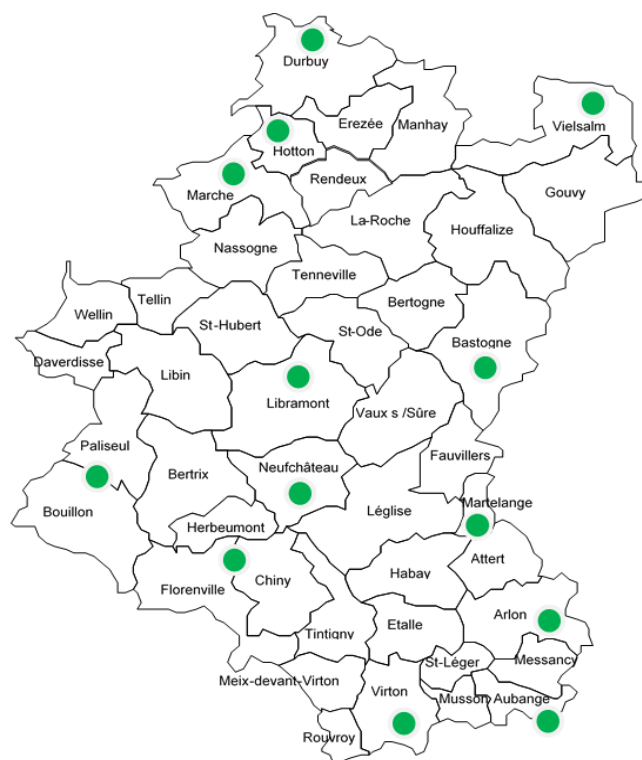 Durbuy
Erezée
Manhay
Vielsalm
Hotton
Rendeux
Marche
Gouvy
La-Roche
Houffalize
Nassogne
Tenneville
Bertogne
Tellin
Wellin
St-Hubert
St-Ode
Bastogne
Daverdisse
Libin
Libramont
Vaux s /Sûre
Paliseul
Bertrix
Neufchâteau
Fauvillers
Bouillon
Herbeumont
Léglise
Martelange
Attert
Habay
Chiny
Florenville
Arlon
Etalle
Tintigny
St-Léger
Messancy
Meix-devant-Virton
Virton
Musson
Aubange
Rouvroy